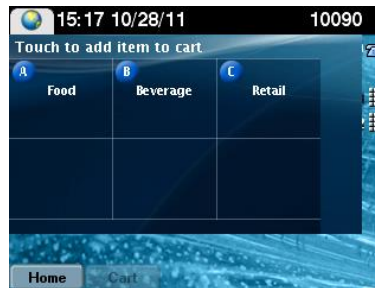 15:17 10/28/11 10090
Touch to add item to cart
A B C
Food Beverage Retail
Home Cart